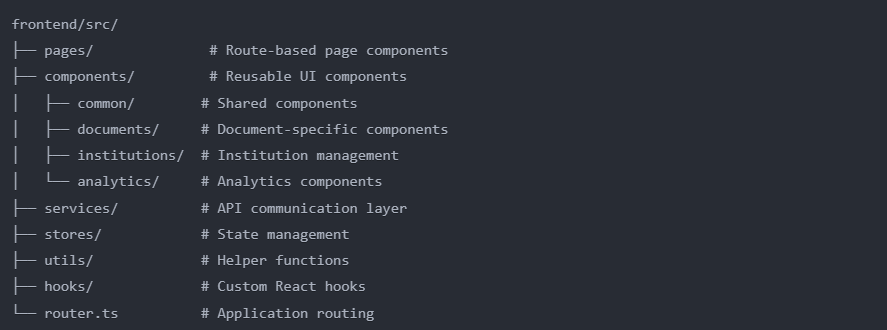 frontend/src/
├── pages/              # Route-based page components
├── components/         # Reusable UI components
│   ├── common/        # Shared components
│   ├── documents/     # Document-specific components
│   ├── institutions/  # Institution management
│   └── analytics/     # Analytics components
├── services/          # API communication layer
├── stores/            # State management
├── utils/             # Helper functions
├── hooks/             # Custom React hooks
└── router.ts          # Application routing